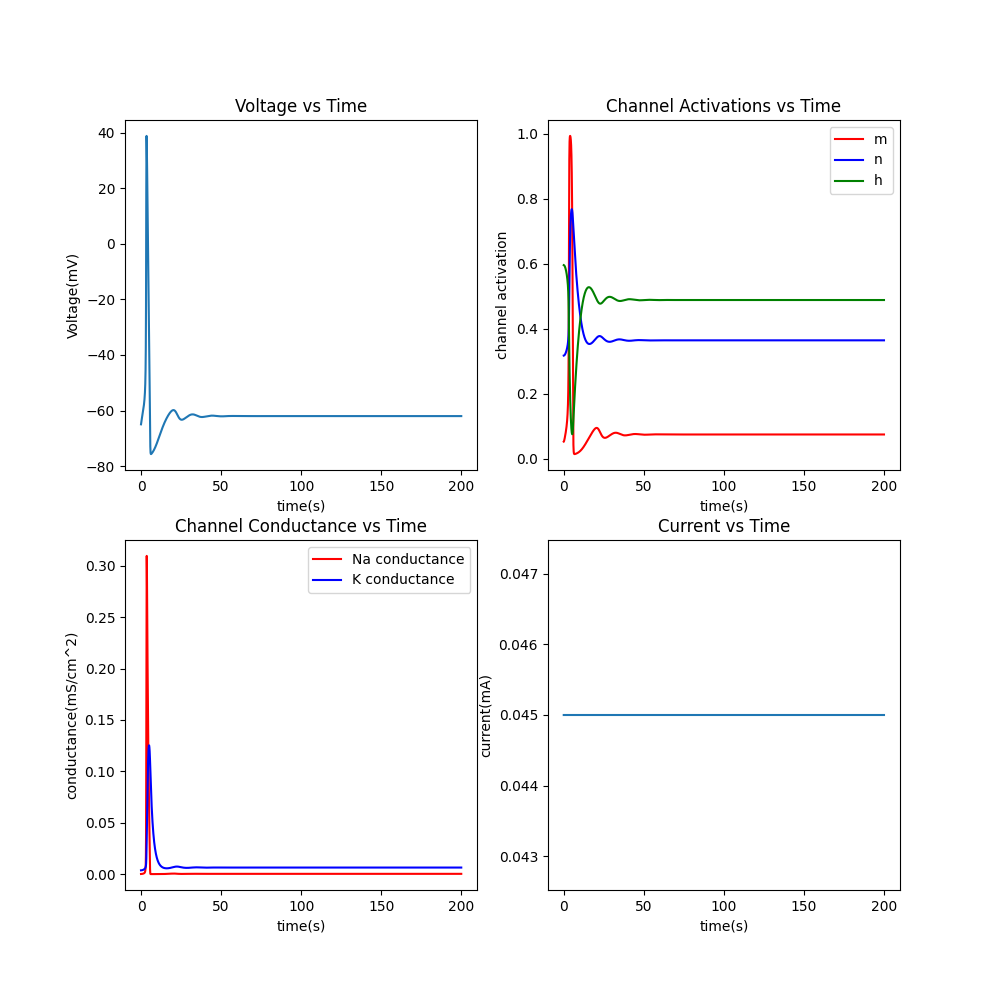 Voltage vs Time
40
20
0
−20
−40
−60
−80
Voltage(mV)
0 50 100 150 200
time(s)
Channel Activations vs Time
1.0
0.8
0.6
0.4
0.2
0.0
channel activation
m
n
h
0 50 100 150 200
time(s)
Channel Conductance vs Time
0.30
0.25
0.20
0.15
0.10
0.05
0.00
conductance(mS/cm^2)
Na conductance
K conductance
0 50 100 150 200
time(s)
Current vs Time
0.047
0.046
0.045
0.044
0.043
current(mA)
0 50 100 150 200
time(s)